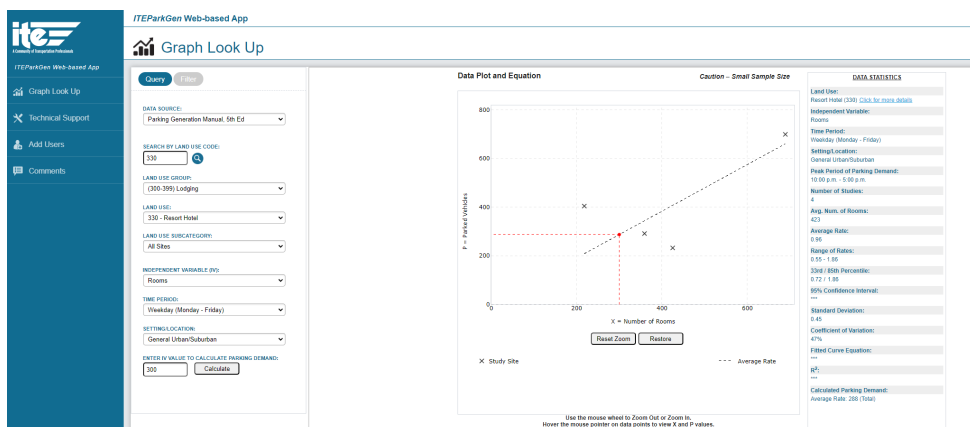 ite
A Community of Transportation Professionals
ITEParkGen Web-based App
Graph Look Up
Technical Support
Add Users
Comments
ITEParkGen Web-based App
Graph Look Up
Query
Filter
DATA SOURCE:
Parking Generation Manual, 5th Ed
SEARCH BY LAND USE CODE:
330
LAND USE GROUP:
(300-399) Lodging
LAND USE:
330 - Resort Hotel
LAND USE SUBCATEGORY:
All Sites
INDEPENDENT VARIABLE (IV):
Rooms
TIME PERIOD:
Weekday (Monday - Friday)
SETTING/LOCATION:
General Urban/Suburban
ENTER IV VALUE TO CALCULATE PARKING DEMAND:
300
Calculate
Data Plot and Equation
Caution – Small Sample Size
800
600
400
200
0
P = Parked Vehicles
0
200
400
600
X = Number of Rooms
Reset Zoom
Restore
Study Site
Average Rate
Use the mouse wheel to Zoom Out or Zoom In.
Hover the mouse pointer on data points to view X and P values.
DATA STATISTICS
Land Use:
Resort Hotel (330) Click for more details
Independent Variable:
Rooms
Time Period:
Weekday (Monday - Friday)
Setting/Location:
General Urban/Suburban
Peak Period of Parking Demand:
10:00 p.m. - 5:00 p.m.
Number of Studies:
4
Avg. Num. of Rooms:
423
Average Rate:
0.96
Range of Rates:
0.55 - 1.86
33rd / 85th Percentile:
0.72 / 1.86
95% Confidence Interval:
***
Standard Deviation:
0.45
Coefficient of Variation:
47%
Fitted Curve Equation:
***
R²:
***
Calculated Parking Demand:
Average Rate: 288 (Total)